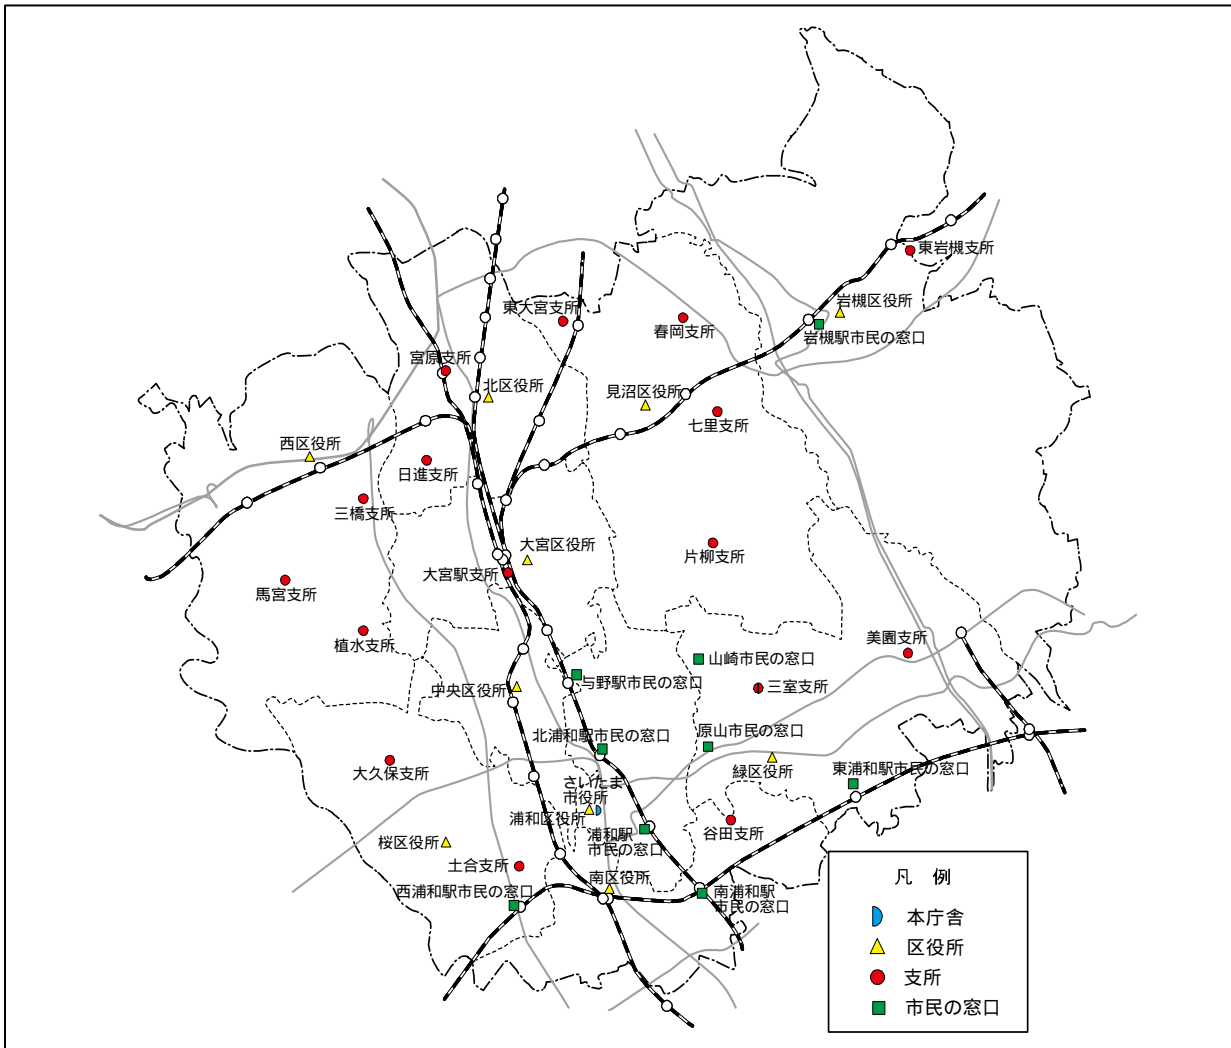 東岩槻支所
岩槻区役所
岩槻駅市民の窓口
東大宮支所
春岡支所
宮原支所
北区役所
見沼区役所
七里支所
西区役所
日進支所
三橋支所
大宮区役所
片柳支所
大宮駅支所
馬宮支所
植水支所
美園支所
山崎市民の窓口
与野駅市民の窓口
三室支所
中央区役所
北浦和駅市民の窓口
原山市民の窓口
大久保支所
緑区役所
東浦和駅市民の窓口
さいたま
市役所
浦和区役所
浦和駅
市民の窓口
谷田支所
桜区役所
土合支所
南区役所
西浦和駅市民の窓口
南浦和駅
市民の窓口
凡 例
本庁舎
区役所
支所
市民の窓口